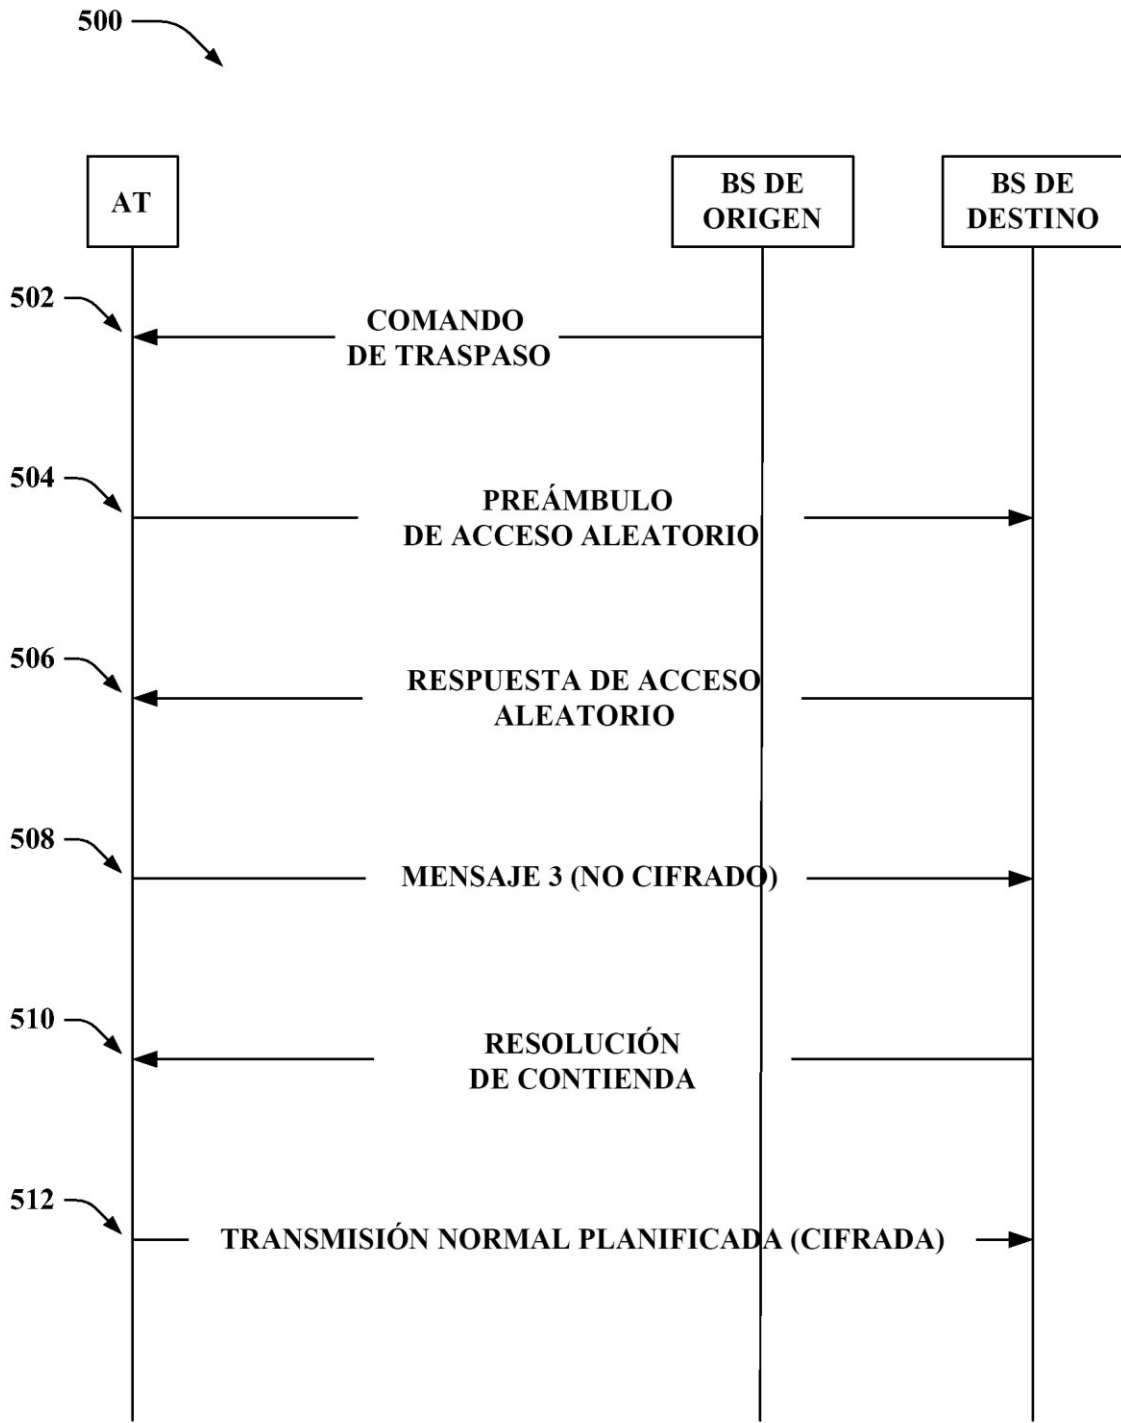 500
AT
BS DE
ORIGEN
BS DE
DESTINO
502
COMANDO
DE TRASPASO
504
PREÁMBULO
DE ACCESO ALEATORIO
506
RESPUESTA DE ACCESO
ALEATORIO
508
MENSAJE 3 (NO CIFRADO)
510
RESOLUCIÓN
DE CONTIENDA
512
TRANSMISIÓN NORMAL PLANIFICADA (CIFRADA)